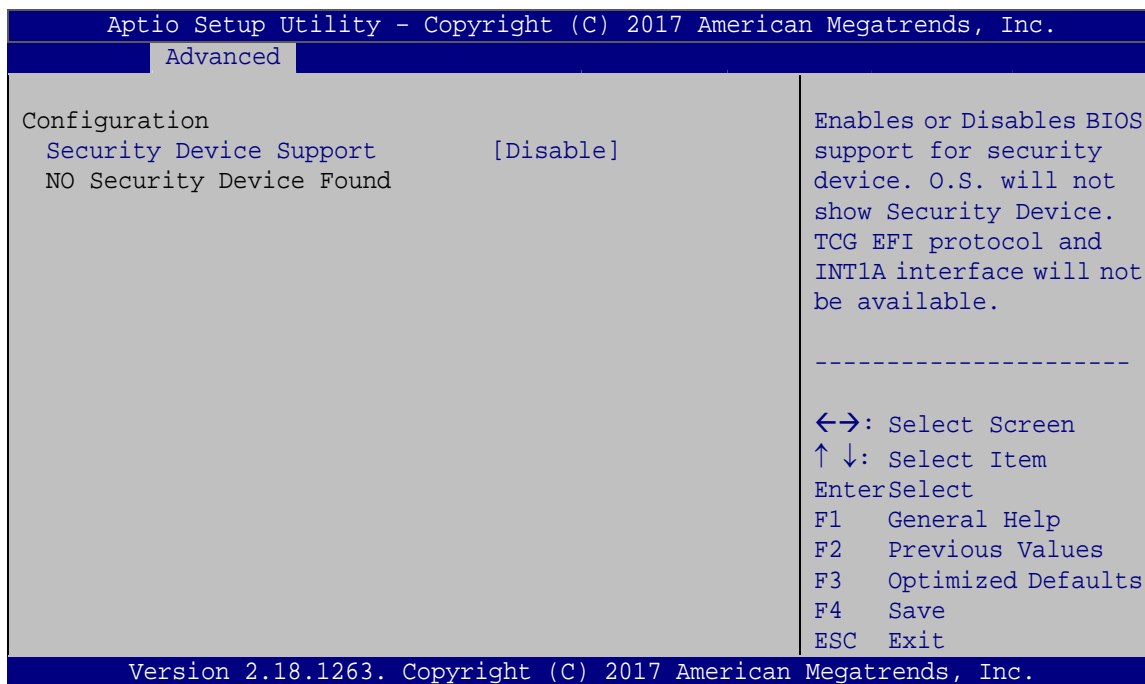 Aptio Setup Utility – Copyright (C) 2017 American Megatrends, Inc.
Advanced
Configuration
Security Device Support [Disable]
NO Security Device Found
Enables or Disables BIOS
support for security
device. O.S. will not
show Security Device.
TCG EFI protocol and
INT1A interface will not
be available.
----------------------
←→: Select Screen
↑ ↓: Select Item
EnterSelect
F1 General Help
F2 Previous Values
F3 Optimized Defaults
F4 Save
ESC Exit
Version 2.18.1263. Copyright (C) 2017 American Megatrends, Inc.